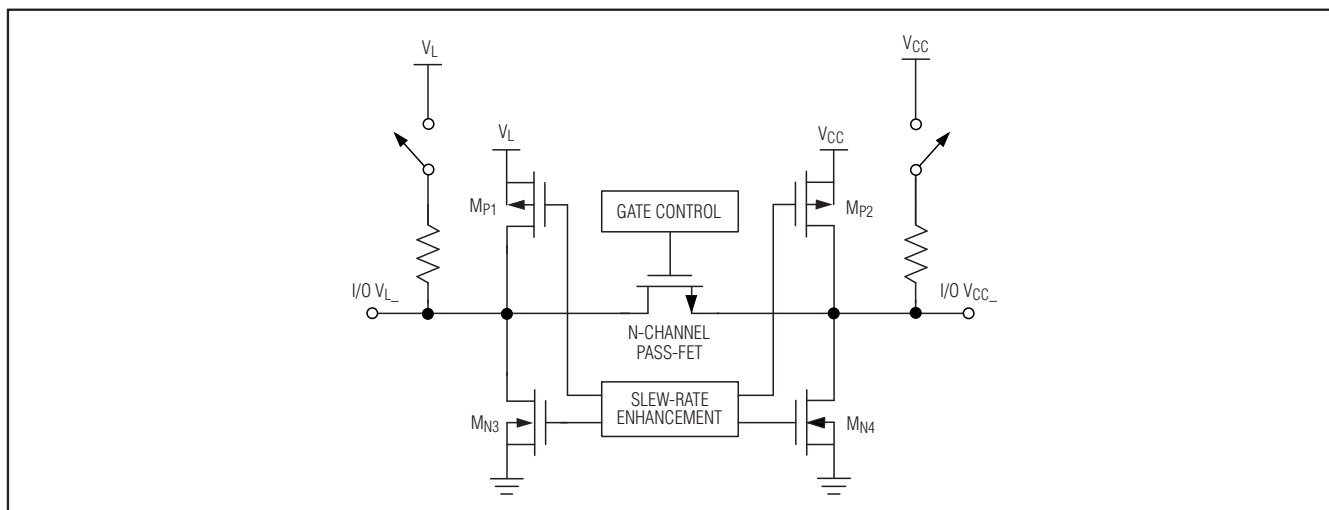 VL
VCC
VL
VCC
MP1
GATE CONTROL
MP2
I/O VL_
I/O VCC_
N-CHANNEL
PASS-FET
MN3
SLEW-RATE
ENHANCEMENT
MN4